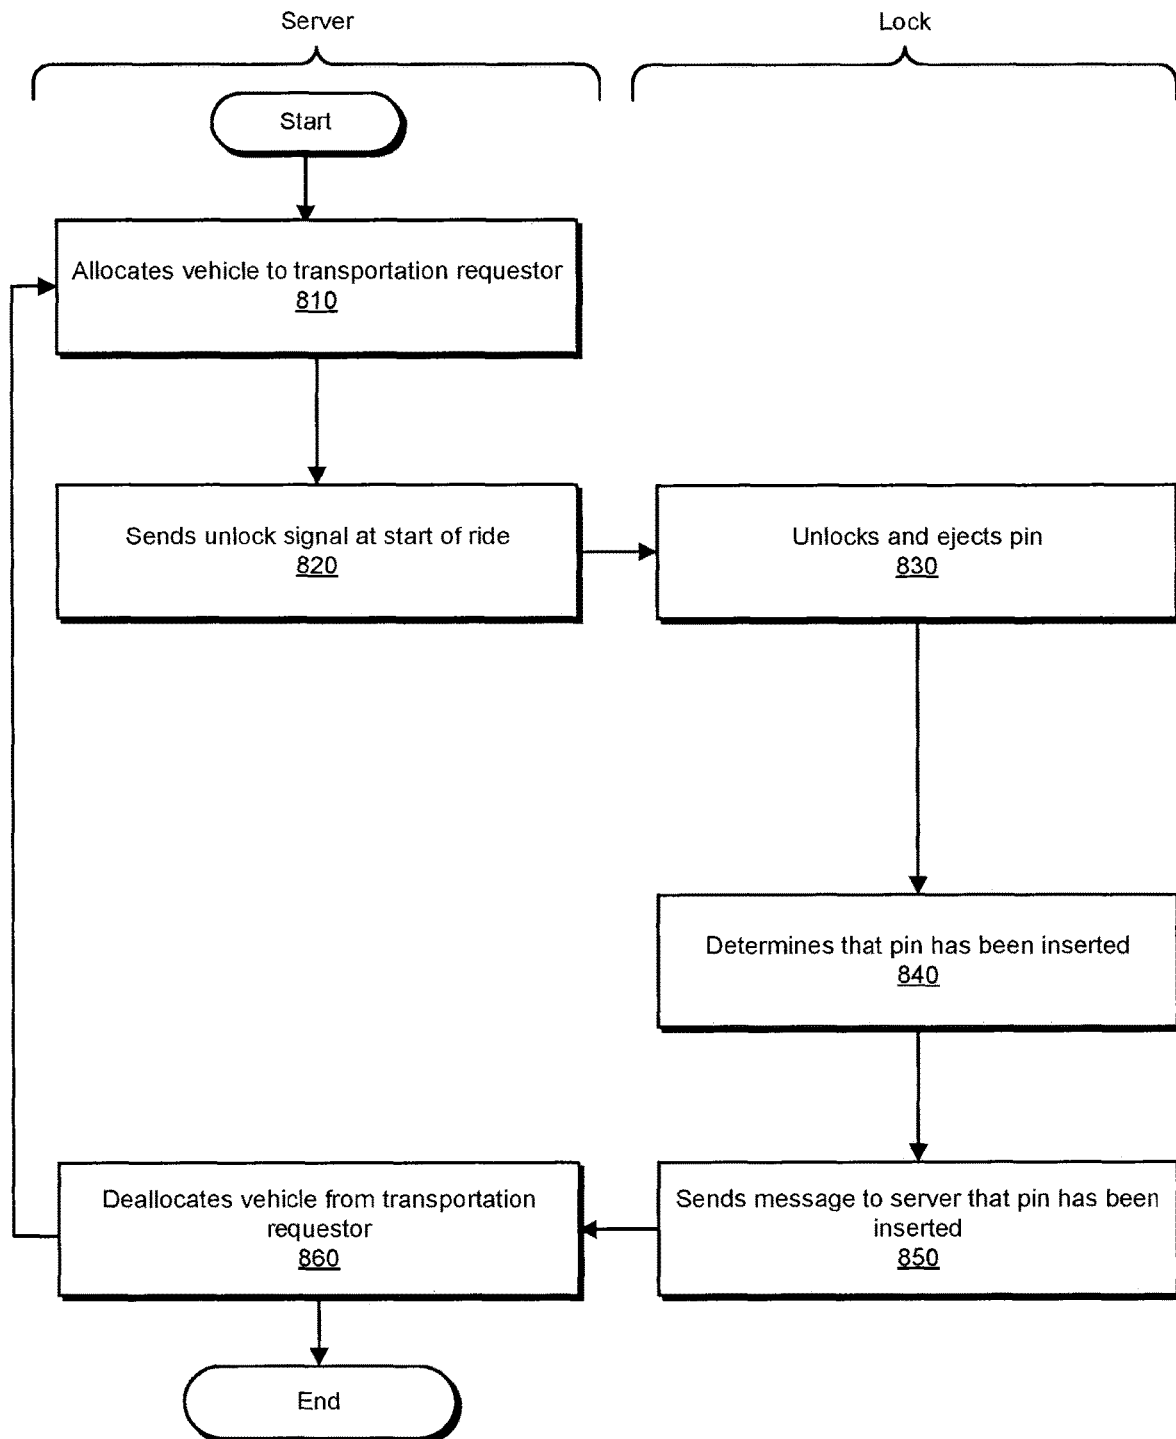 Server
Lock
Start
Allocates vehicle to transportation requestor
810
Sends unlock signal at start of ride
820
Unlocks and ejects pin
830
Determines that pin has been inserted
840
Deallocates vehicle from transportation
requestor
860
Sends message to server that pin has been
inserted
850
End